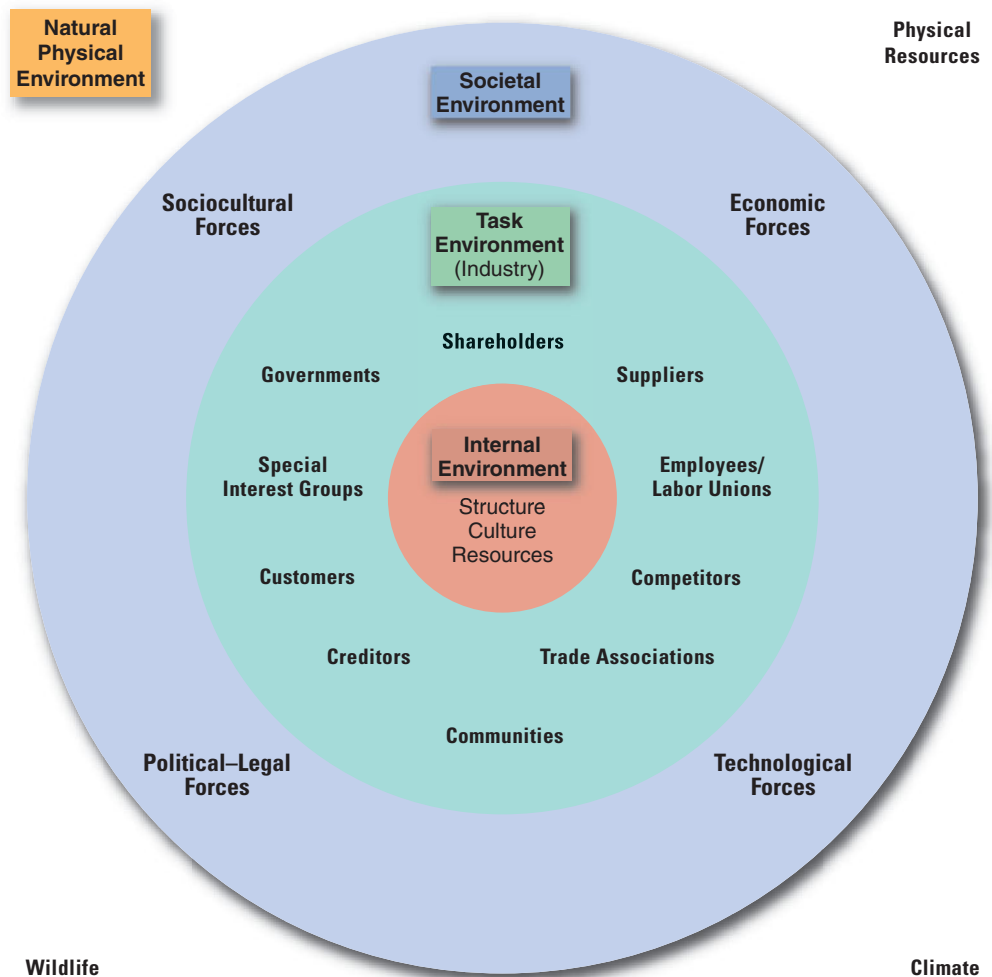 Natural
Physical
Environment
Physical
Resources
Societal
Environment
Sociocultural
Forces
Economic
Forces
Task
Environment
(Industry)
Shareholders
Governments
Suppliers
Internal
Environment
Structure
Culture
Resources
Special
Interest Groups
Employees/
Labor Unions
Customers
Competitors
Creditors
Trade Associations
Communities
Political–Legal
Forces
Technological
Forces
Wildlife
Climate